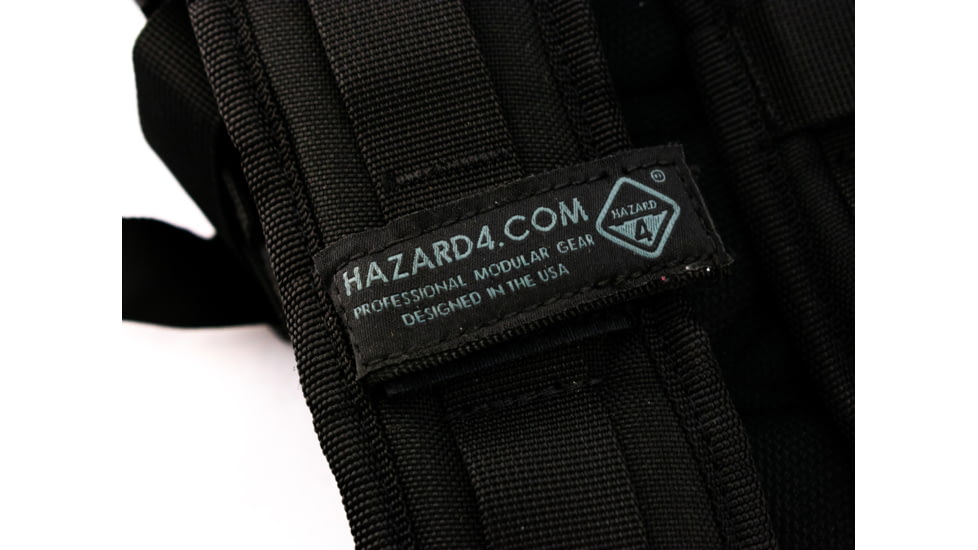 HAZARD4.COM
PROFESSIONAL MODULAR GEAR
DESIGNED IN THE USA
HAZARD
4
®